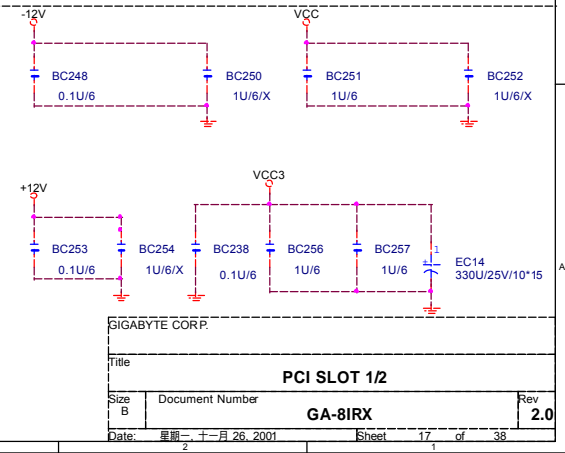 -12V
VCC
BC248
0.1U/6
BC250
1U/6/X
BC251
1U/6
BC252
1U/6/X
+12V
VCC3
BC253
0.1U/6
BC254
1U/6/X
BC238
0.1U/6
BC256
1U/6
BC257
1U/6
1
+
EC14
330U/25V/10*15
A
GIGABYTE CORP.
Title
PCI SLOT 1/2
Size
B
Document Number
GA-8IRX
Rev
2.0
Date: 星期一, 十一月 26, 2001 Sheet 17 of 38
2 1